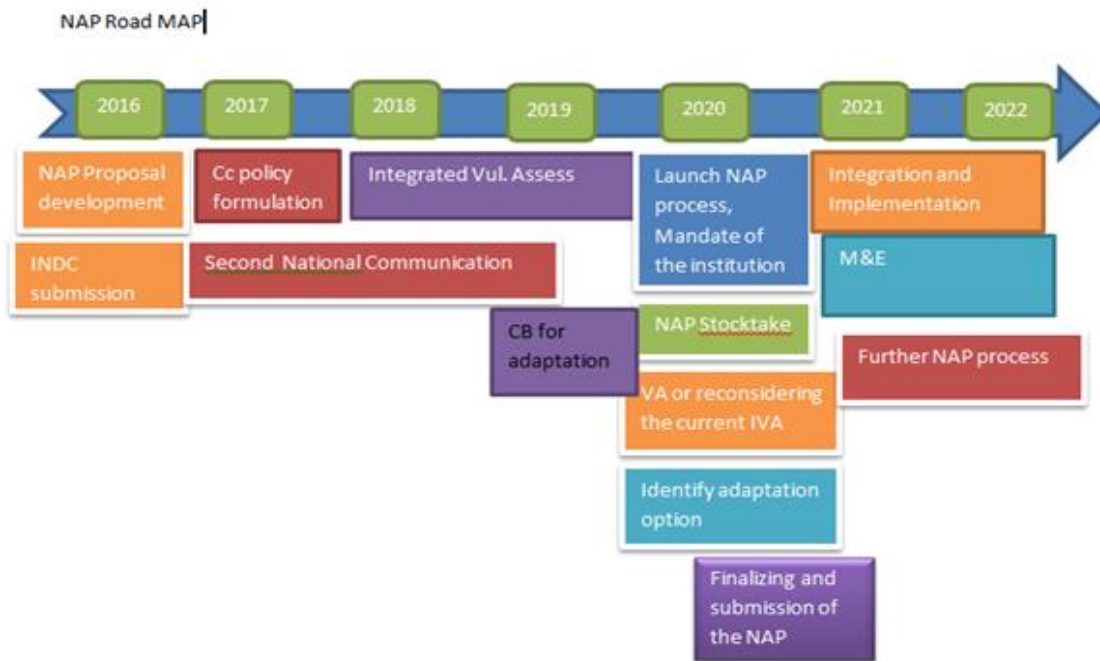 NAP Road MAP
2016
2017
2018
2019
2020
2021
2022
NAP Proposal
development
Cc policy
formulation
Integrated Vul. Assess
Launch NAP
process,
Mandate of
the institution
Integration and
Implementation
INDC
submission
Second National Communication
M&E
CB for
adaptation
NAP Stocktake
Further NAP process
VA or reconsidering
the current IVA
Identify adaptation
option
Finalizing and
submission of
the NAP